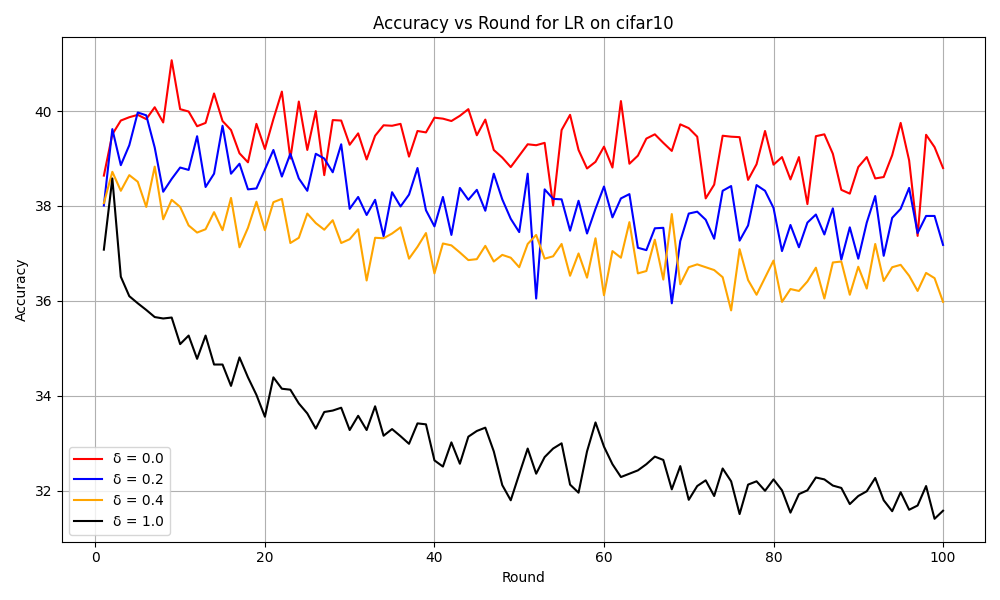 Accuracy vs Round for LR on cifar10
Accuracy
40
38
36
34
32
δ = 0.0
δ = 0.2
δ = 0.4
δ = 1.0
0 20 40 60 80 100
Round